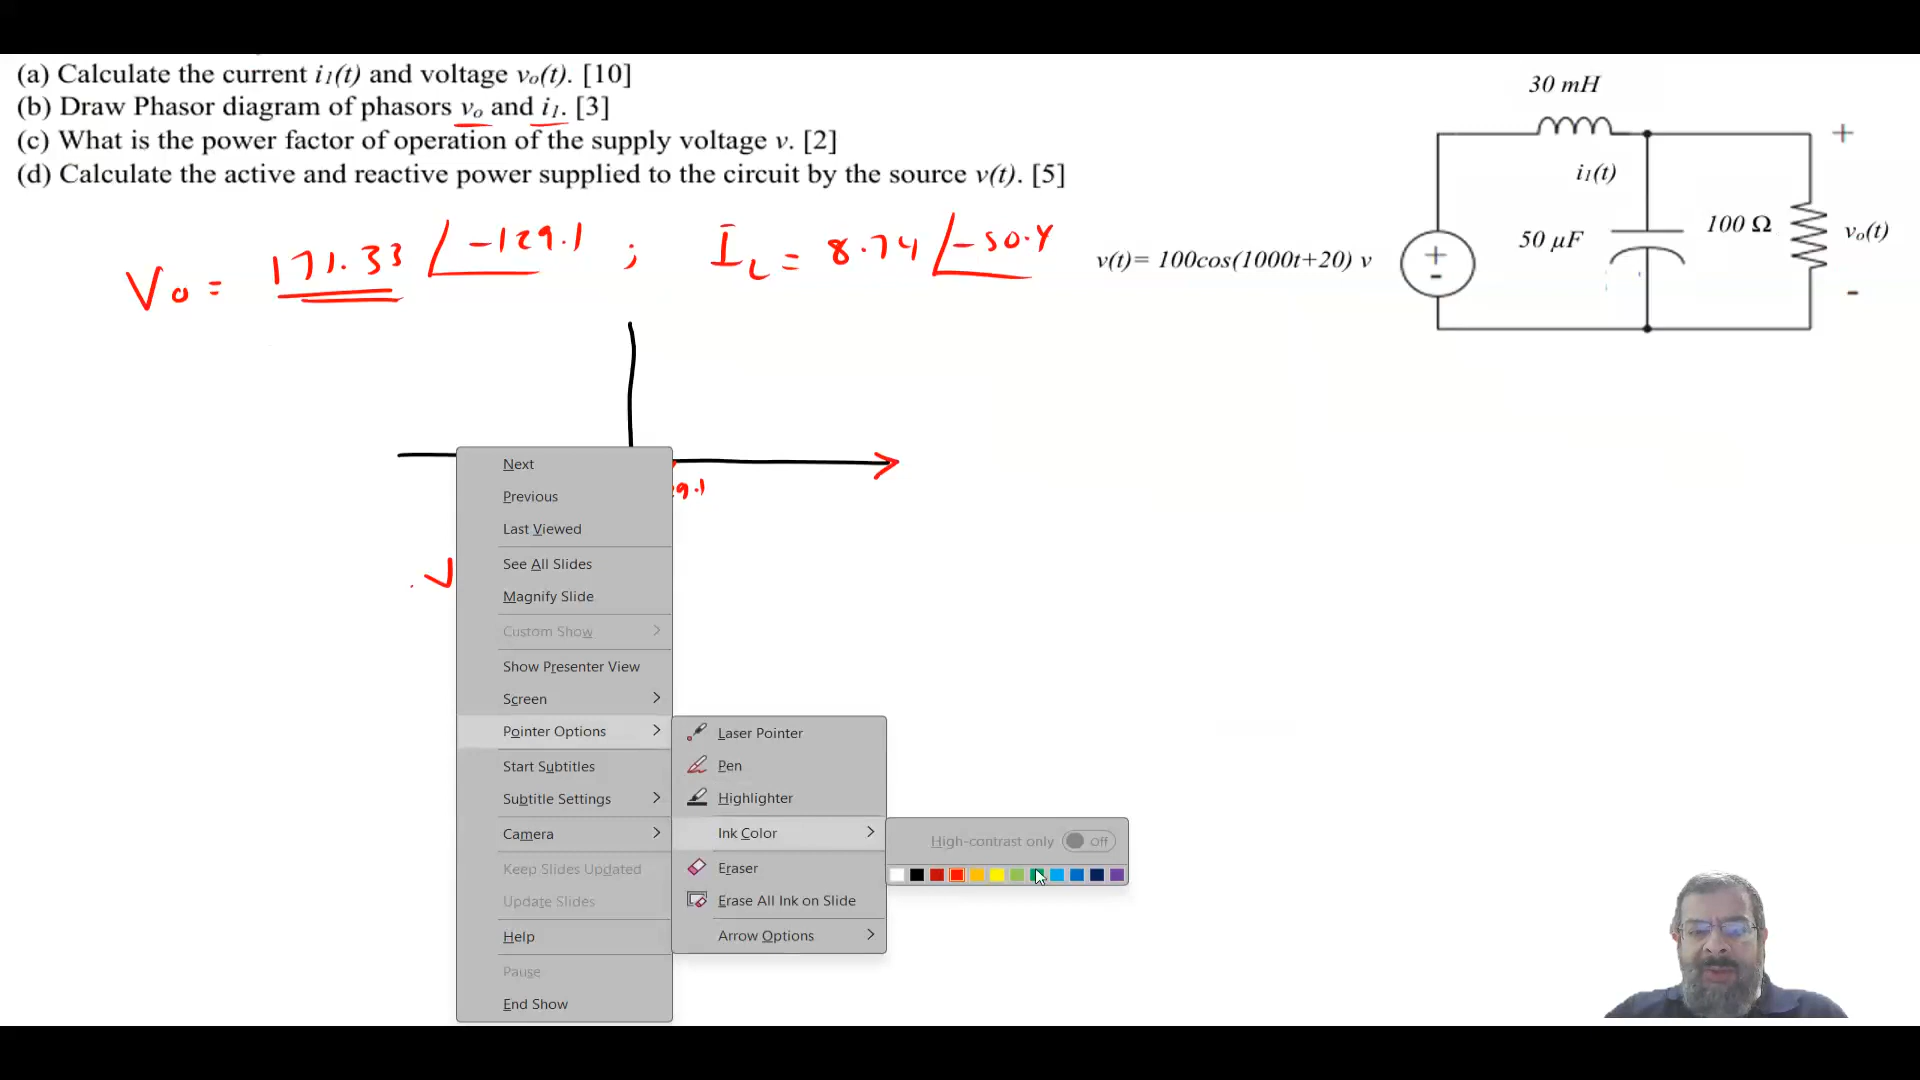 (a) Calculate the current i1(t) and voltage vo(t). [10]
(b) Draw Phasor diagram of phasors vo and i1. [3]
(c) What is the power factor of operation of the supply voltage v. [2]
(d) Calculate the active and reactive power supplied to the circuit by the source v(t). [5]
Vo = 171.33 ∠-129.1 ; IL = 8.74 ∠-50.4
30 mH
+
i1(t)
50 μF
100 Ω
vo(t)
v(t)= 100cos(1000t+20) v
+
-
-
9.1
V
Next
Previous
Last Viewed
See All Slides
Magnify Slide
Custom Show
Show Presenter View
Screen
Pointer Options
Start Subtitles
Subtitle Settings
Camera
Keep Slides Updated
Update Slides
Help
Pause
End Show
Laser Pointer
Pen
Highlighter
Ink Color
Eraser
Erase All Ink on Slide
Arrow Options
High-contrast only Off